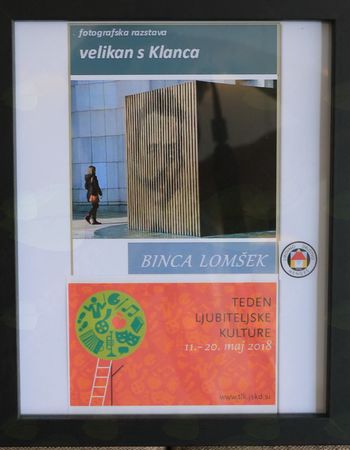 fotografska razstava
velikan s Klanca
BINCA LOMŠEK
TEDEN
LJUBITELJSKE
KULTURE
11.–20. maj 2018
www.tlk.jskd.si